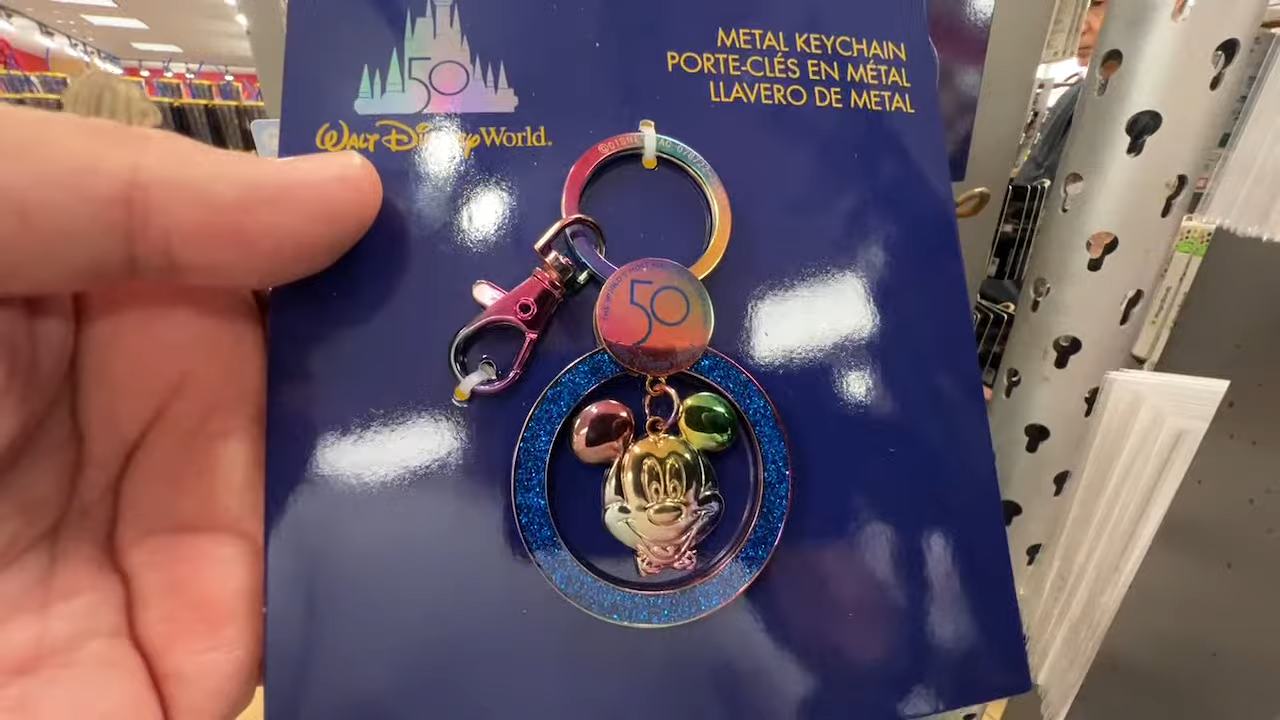 50
Walt Disney World.
METAL KEYCHAIN
PORTE-CLÉS EN MÉTAL
LLAVERO DE METAL
50